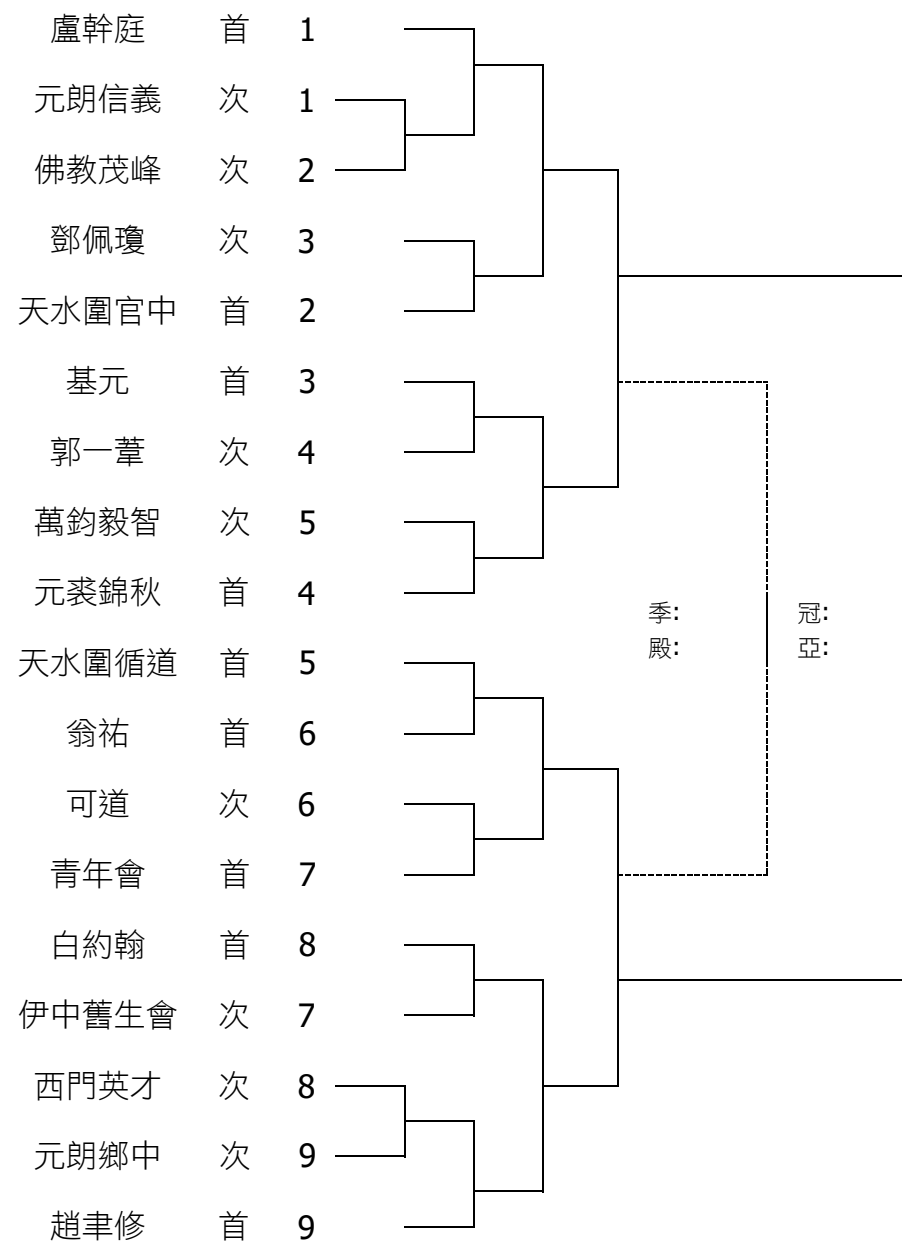 盧幹庭 首 1
元朗信義 次 1
佛教茂峰 次 2
鄧佩瓊 次 3
天水圍官中 首 2
基元 首 3
郭一葦 次 4
萬鈞毅智 次 5
元裘錦秋 首 4
季: 冠:
殿: 亞:
天水圍循道 首 5
翁祐 首 6
可道 次 6
青年會 首 7
白約翰 首 8
伊中舊生會 次 7
西門英才 次 8
元朗鄉中 次 9
趙聿修 首 9